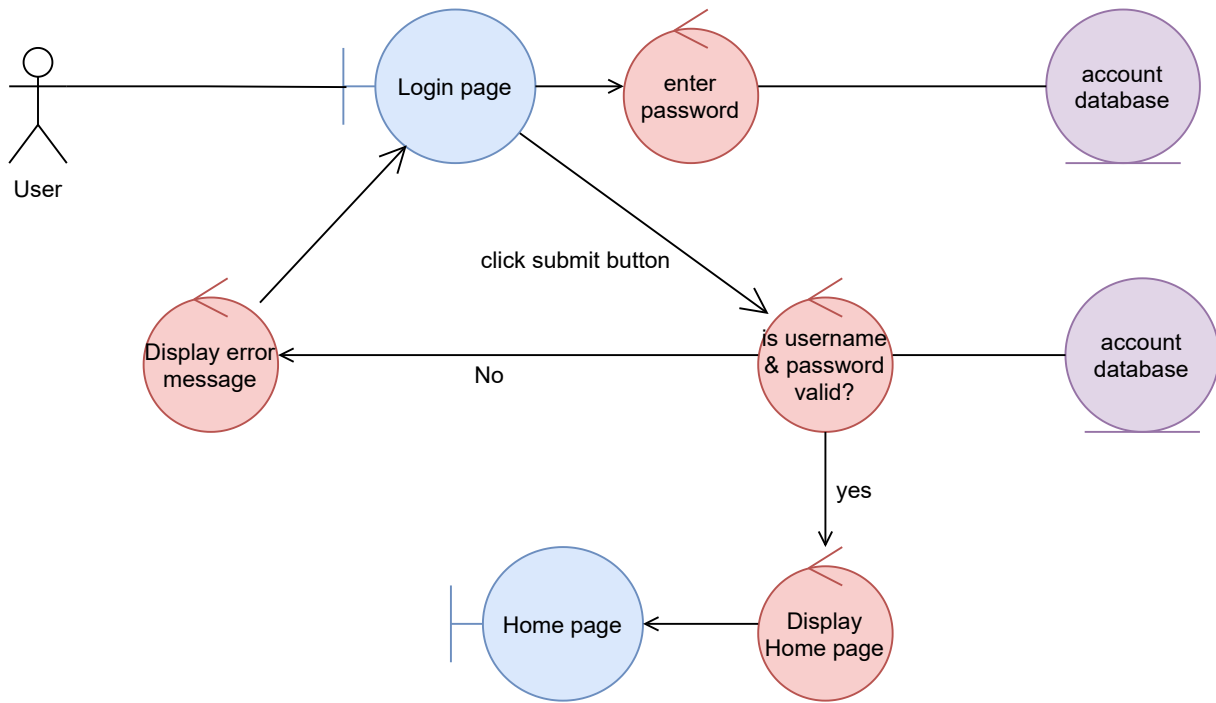 Login page
enter
password
account
database
User
click submit button
Display error
message
No
is username
& password
valid?
account
database
yes
Home page
Display
Home page